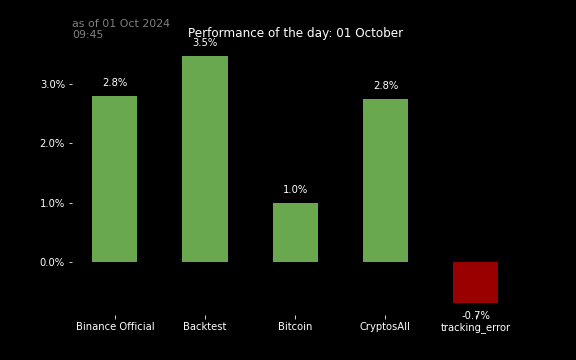 as of 01 Oct 2024
09:45
Performance of the day: 01 October
3.5%
2.8%
2.8%
1.0%
-0.7%
3.0%
2.0%
1.0%
0.0%
Binance Official
Backtest
Bitcoin
CryptosAll
tracking_error